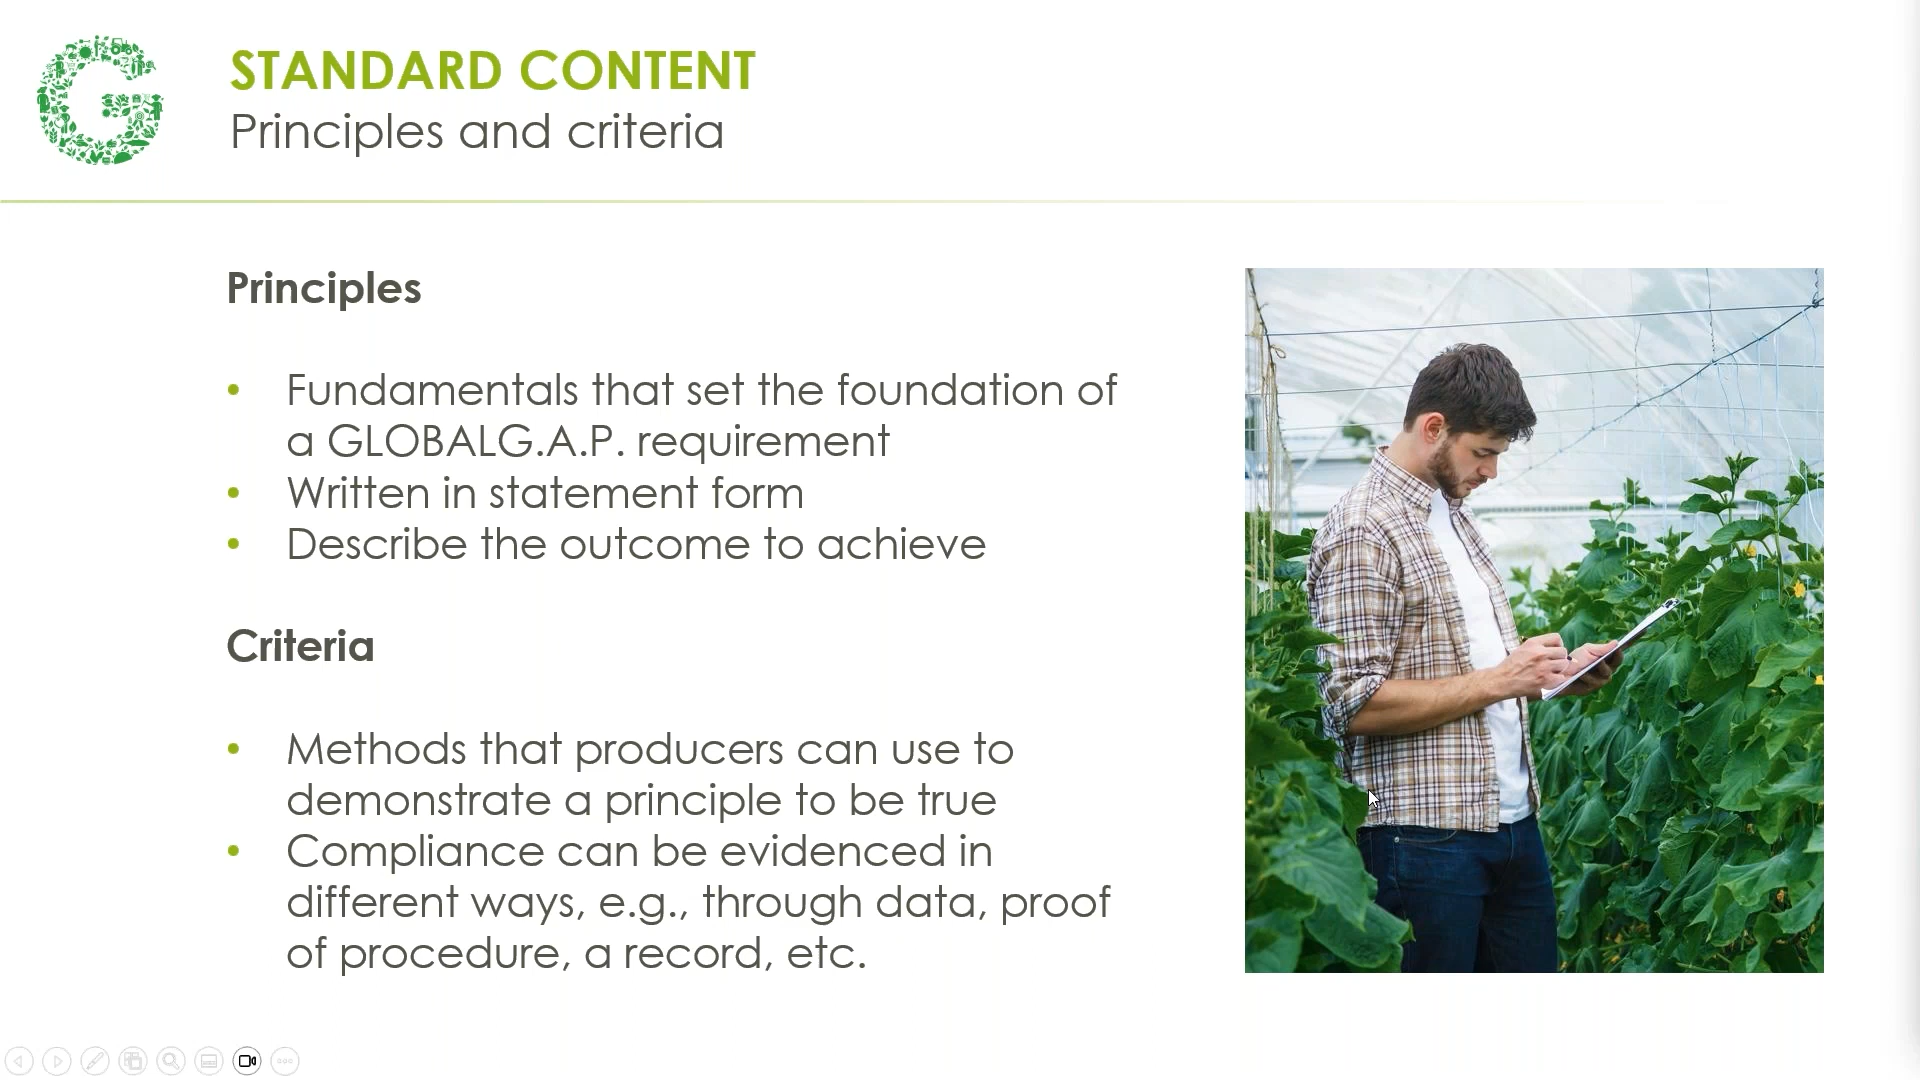 STANDARD CONTENT
Principles and criteria
Principles
• Fundamentals that set the foundation of
a GLOBALG.A.P. requirement
• Written in statement form
• Describe the outcome to achieve
Criteria
• Methods that producers can use to
demonstrate a principle to be true
• Compliance can be evidenced in
different ways, e.g., through data, proof
of procedure, a record, etc.